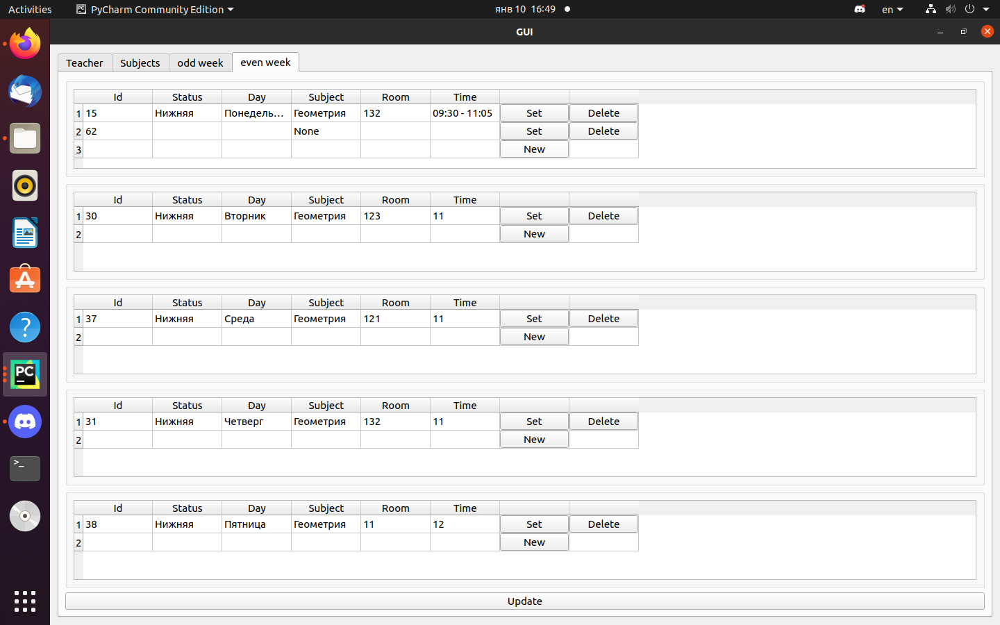 Activities PyCharm Community Edition янв 10 16:49 en
GUI
Teacher Subjects odd week even week
Id Status Day Subject Room Time
1 15 Нижняя Понедель... Геометрия 132 09:30 - 11:05 Set Delete
2 62 None Set Delete
3 New
Id Status Day Subject Room Time
1 30 Нижняя Вторник Геометрия 123 11 Set Delete
2 New
Id Status Day Subject Room Time
1 37 Нижняя Среда Геометрия 121 11 Set Delete
2 New
Id Status Day Subject Room Time
1 31 Нижняя Четверг Геометрия 132 11 Set Delete
2 New
Id Status Day Subject Room Time
1 38 Нижняя Пятница Геометрия 11 12 Set Delete
2 New
Update